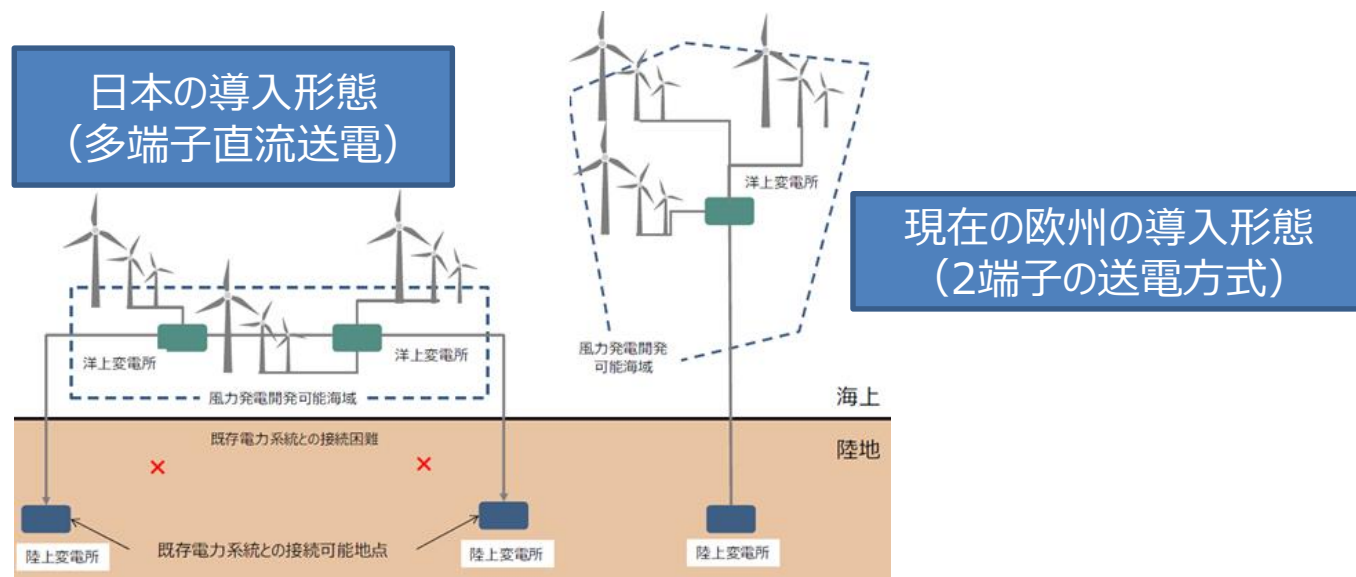 日本の導入形態
（多端子直流送電）
洋上変電所
現在の欧州の導入形態
（2端子の送電方式）
洋上変電所
洋上変電所
風力発電開発
可能海域
風力発電開発可能海域
海上
既存電力系統との接続困難
陸地
×
×
既存電力系統との接続可能地点
陸上変電所
陸上変電所
陸上変電所